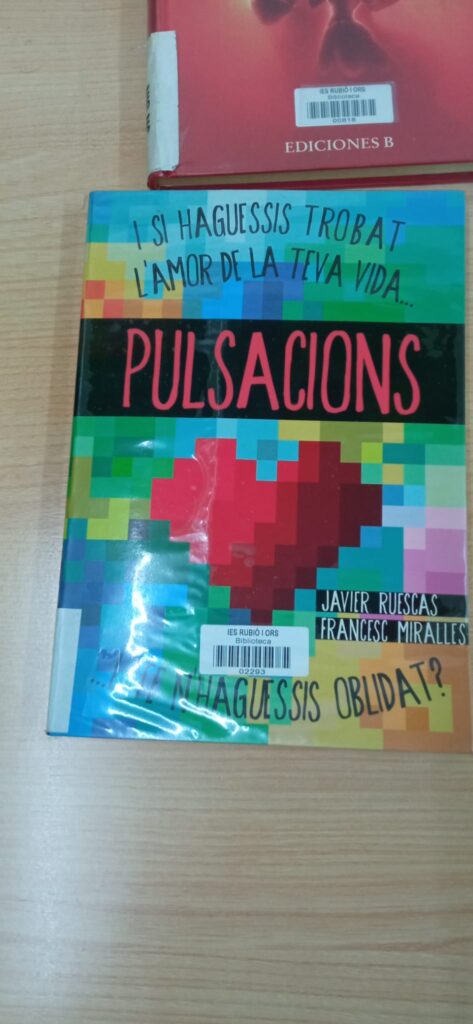 IES RUBIÓ I ORS
Biblioteca
00818
EDICIONES B
I SI HAGUESSIS TROBAT
L'AMOR DE LA TEVA VIDA...
PULSACIONS
JAVIER RUESCAS
FRANCESC MIRALLES
IES RUBIÓ I ORS
Biblioteca
02293
N'HAGUESSIS OBLIDAT?